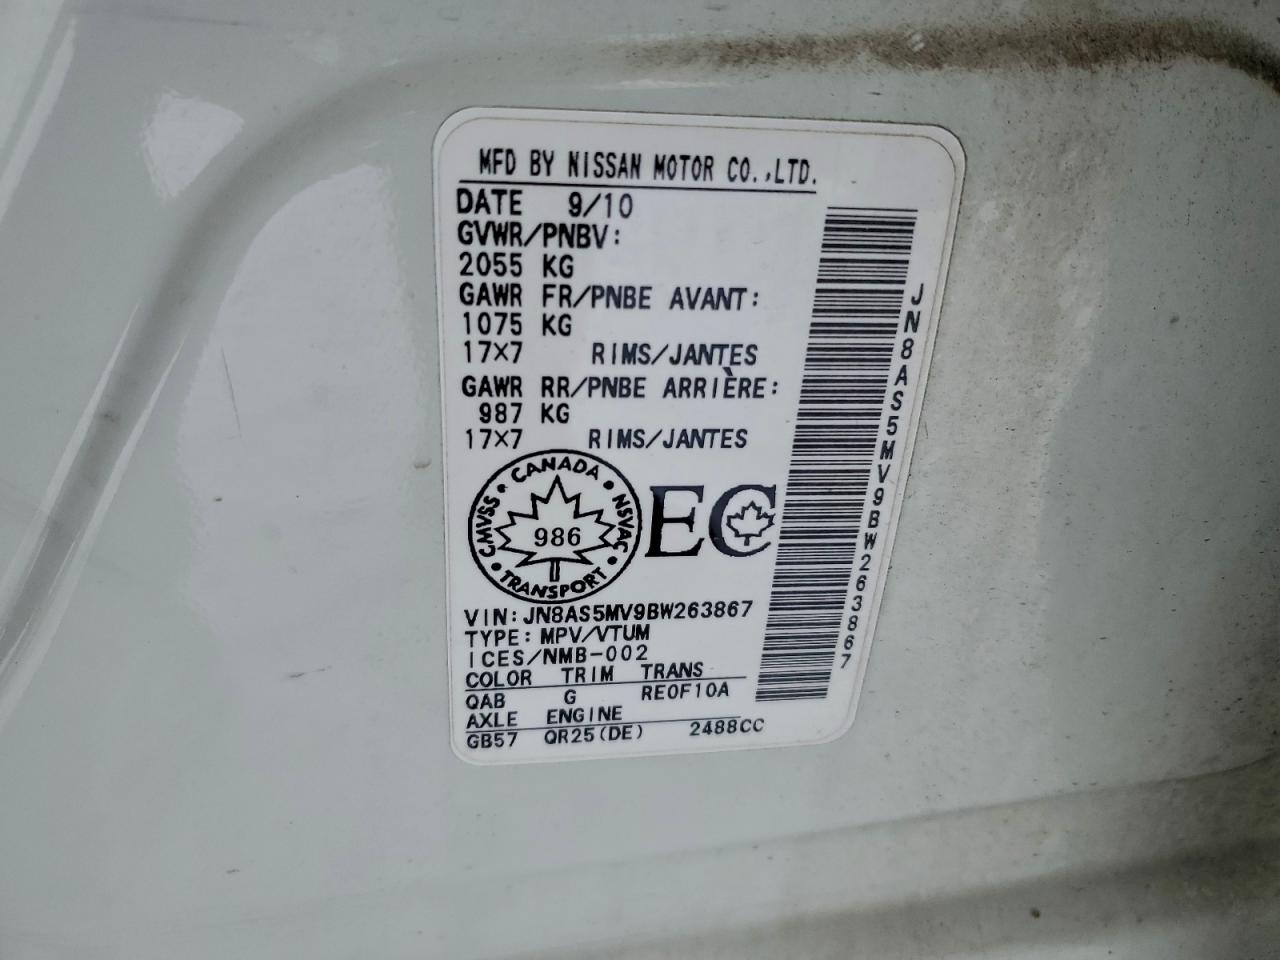 MFD BY NISSAN MOTOR CO.,LTD.
DATE 9/10
GVWR/PNBV:
2055 KG
GAWR FR/PNBE AVANT:
1075 KG
17×7 RIMS/JANTES
GAWR RR/PNBE ARRIÈRE:
987 KG
17×7 RIMS/JANTES
CANADA • NSVAC • TRANSPORT • CMVSS •
986
EC
VIN:JN8AS5MV9BW263867
TYPE:MPV/VTUM
ICES/NMB-002
COLOR TRIM TRANS
QAB G RE0F10A
AXLE ENGINE
GB57 QR25(DE) 2488CC
JN8AS5MV9BW263867